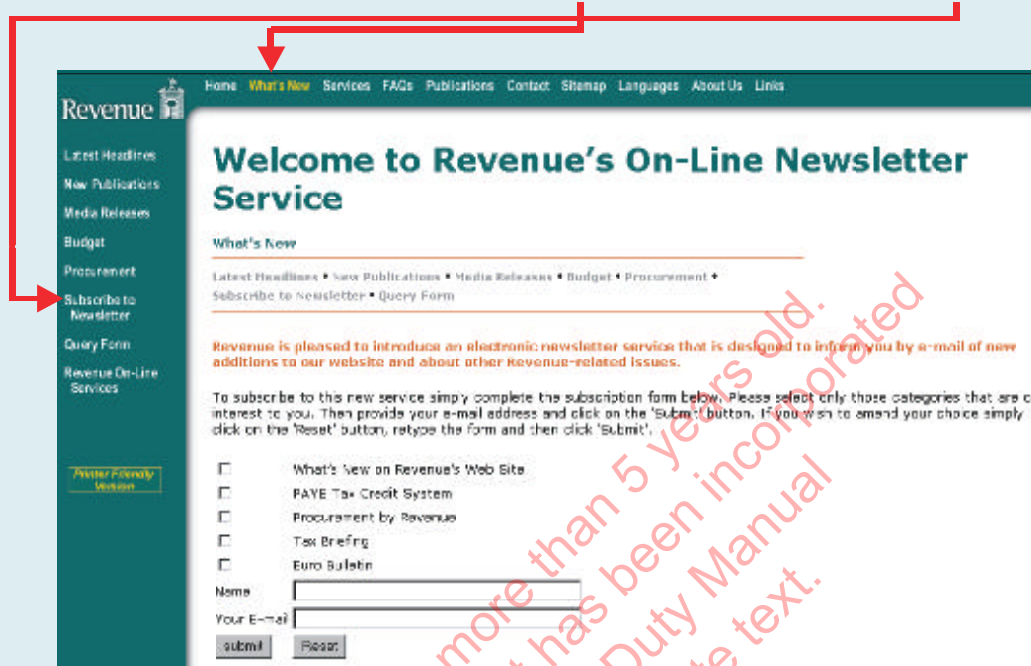 Home What's New Services FAQs Publications Contact Sitemap Languages About Us Links
Revenue
Latest Headlines
New Publications
Media Releases
Budget
Procurement
Subscribe to
Newsletter
Query Form
Revenue On-Line
Services
Printer Friendly
Version
Welcome to Revenue's On-Line Newsletter
Service
What's New
Latest Headlines • New Publications • Media Releases • Budget • Procurement •
Subscribe to Newsletter • Query Form
Revenue is pleased to introduce an electronic newsletter service that is designed to inform you by e-mail of new
additions to our website and about other Revenue-related issues.
To subscribe to this new service simply complete the subscription form below. Please select only those categories that are
interest to you. Then provide your e-mail address and click on the 'Submit' button. If you wish to amend your choice simply
click on the 'Reset' button, retype the form and then click 'Submit'.
What's New on Revenue's Web Site
PAYE Tax Credit System
Procurement by Revenue
Tax Briefing
Euro Bulletin
Name
Your E-mail
submit Reset
more than 5 years old.
has been incorporated
Duty Manual
text.